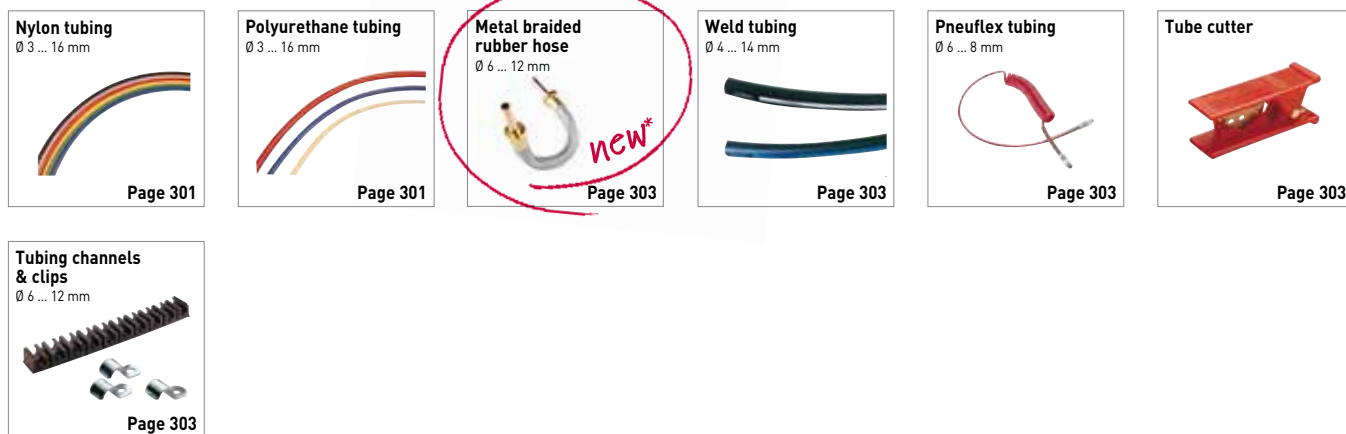 Nylon tubing
Ø 3 ... 16 mm
Page 301
Polyurethane tubing
Ø 3 ... 16 mm
Page 301
Metal braided
rubber hose
Ø 6 ... 12 mm
new*
Page 303
Weld tubing
Ø 4 ... 14 mm
Page 303
Pneuflex tubing
Ø 6 ... 8 mm
Page 303
Tube cutter
Page 303
Tubing channels
& clips
Ø 6 ... 12 mm
Page 303